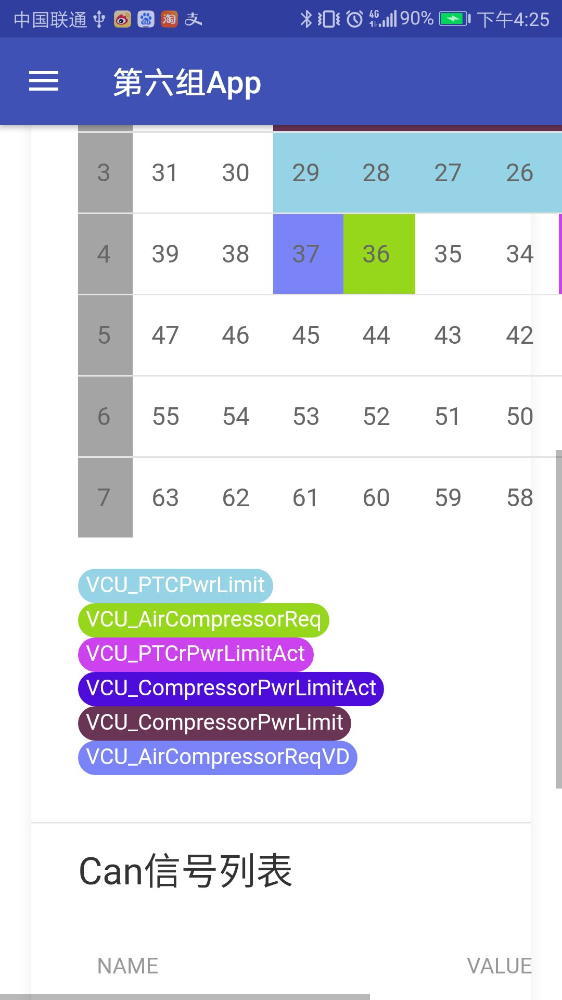 中国联通 90% 下午4:25
第六组App
3 31 30 29 28 27 26
4 39 38 37 36 35 34
5 47 46 45 44 43 42
6 55 54 53 52 51 50
7 63 62 61 60 59 58
VCU_PTCPwrLimit
VCU_AirCompressorReq
VCU_PTCrPwrLimitAct
VCU_CompressorPwrLimitAct
VCU_CompressorPwrLimit
VCU_AirCompressorReqVD
Can信号列表
NAME VALUE